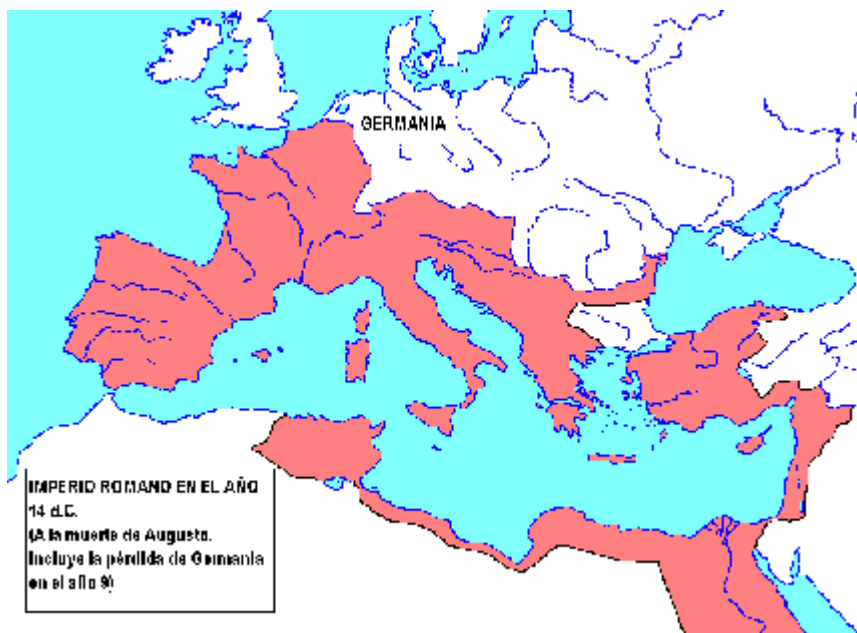 GERMANIA
IMPERIO ROMANO EN EL AÑO
14 d.C.
(A la muerte de Augusto.
Incluye la pérdida de Germania
en el año 9)